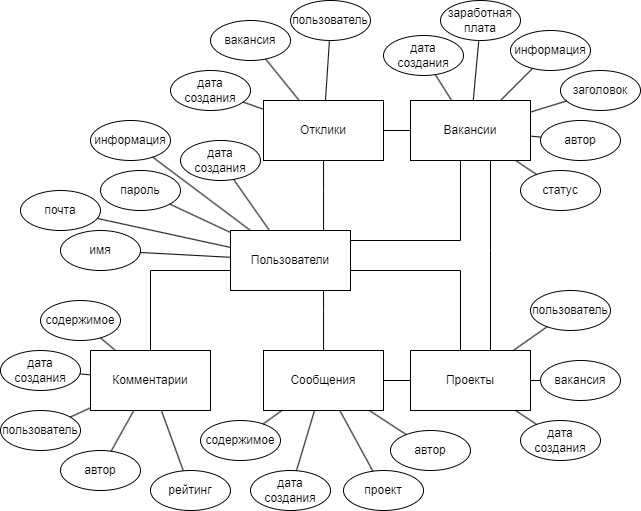 заработная
плата
пользователь
вакансия
дата
создания
информация
дата
создания
заголовок
Отклики
Вакансии
информация
автор
дата
создания
пароль
статус
почта
имя
Пользователи
содержимое
пользователь
дата
создания
Комментарии
Сообщения
Проекты
вакансия
пользователь
содержимое
автор
дата
создания
автор
рейтинг
дата
создания
проект